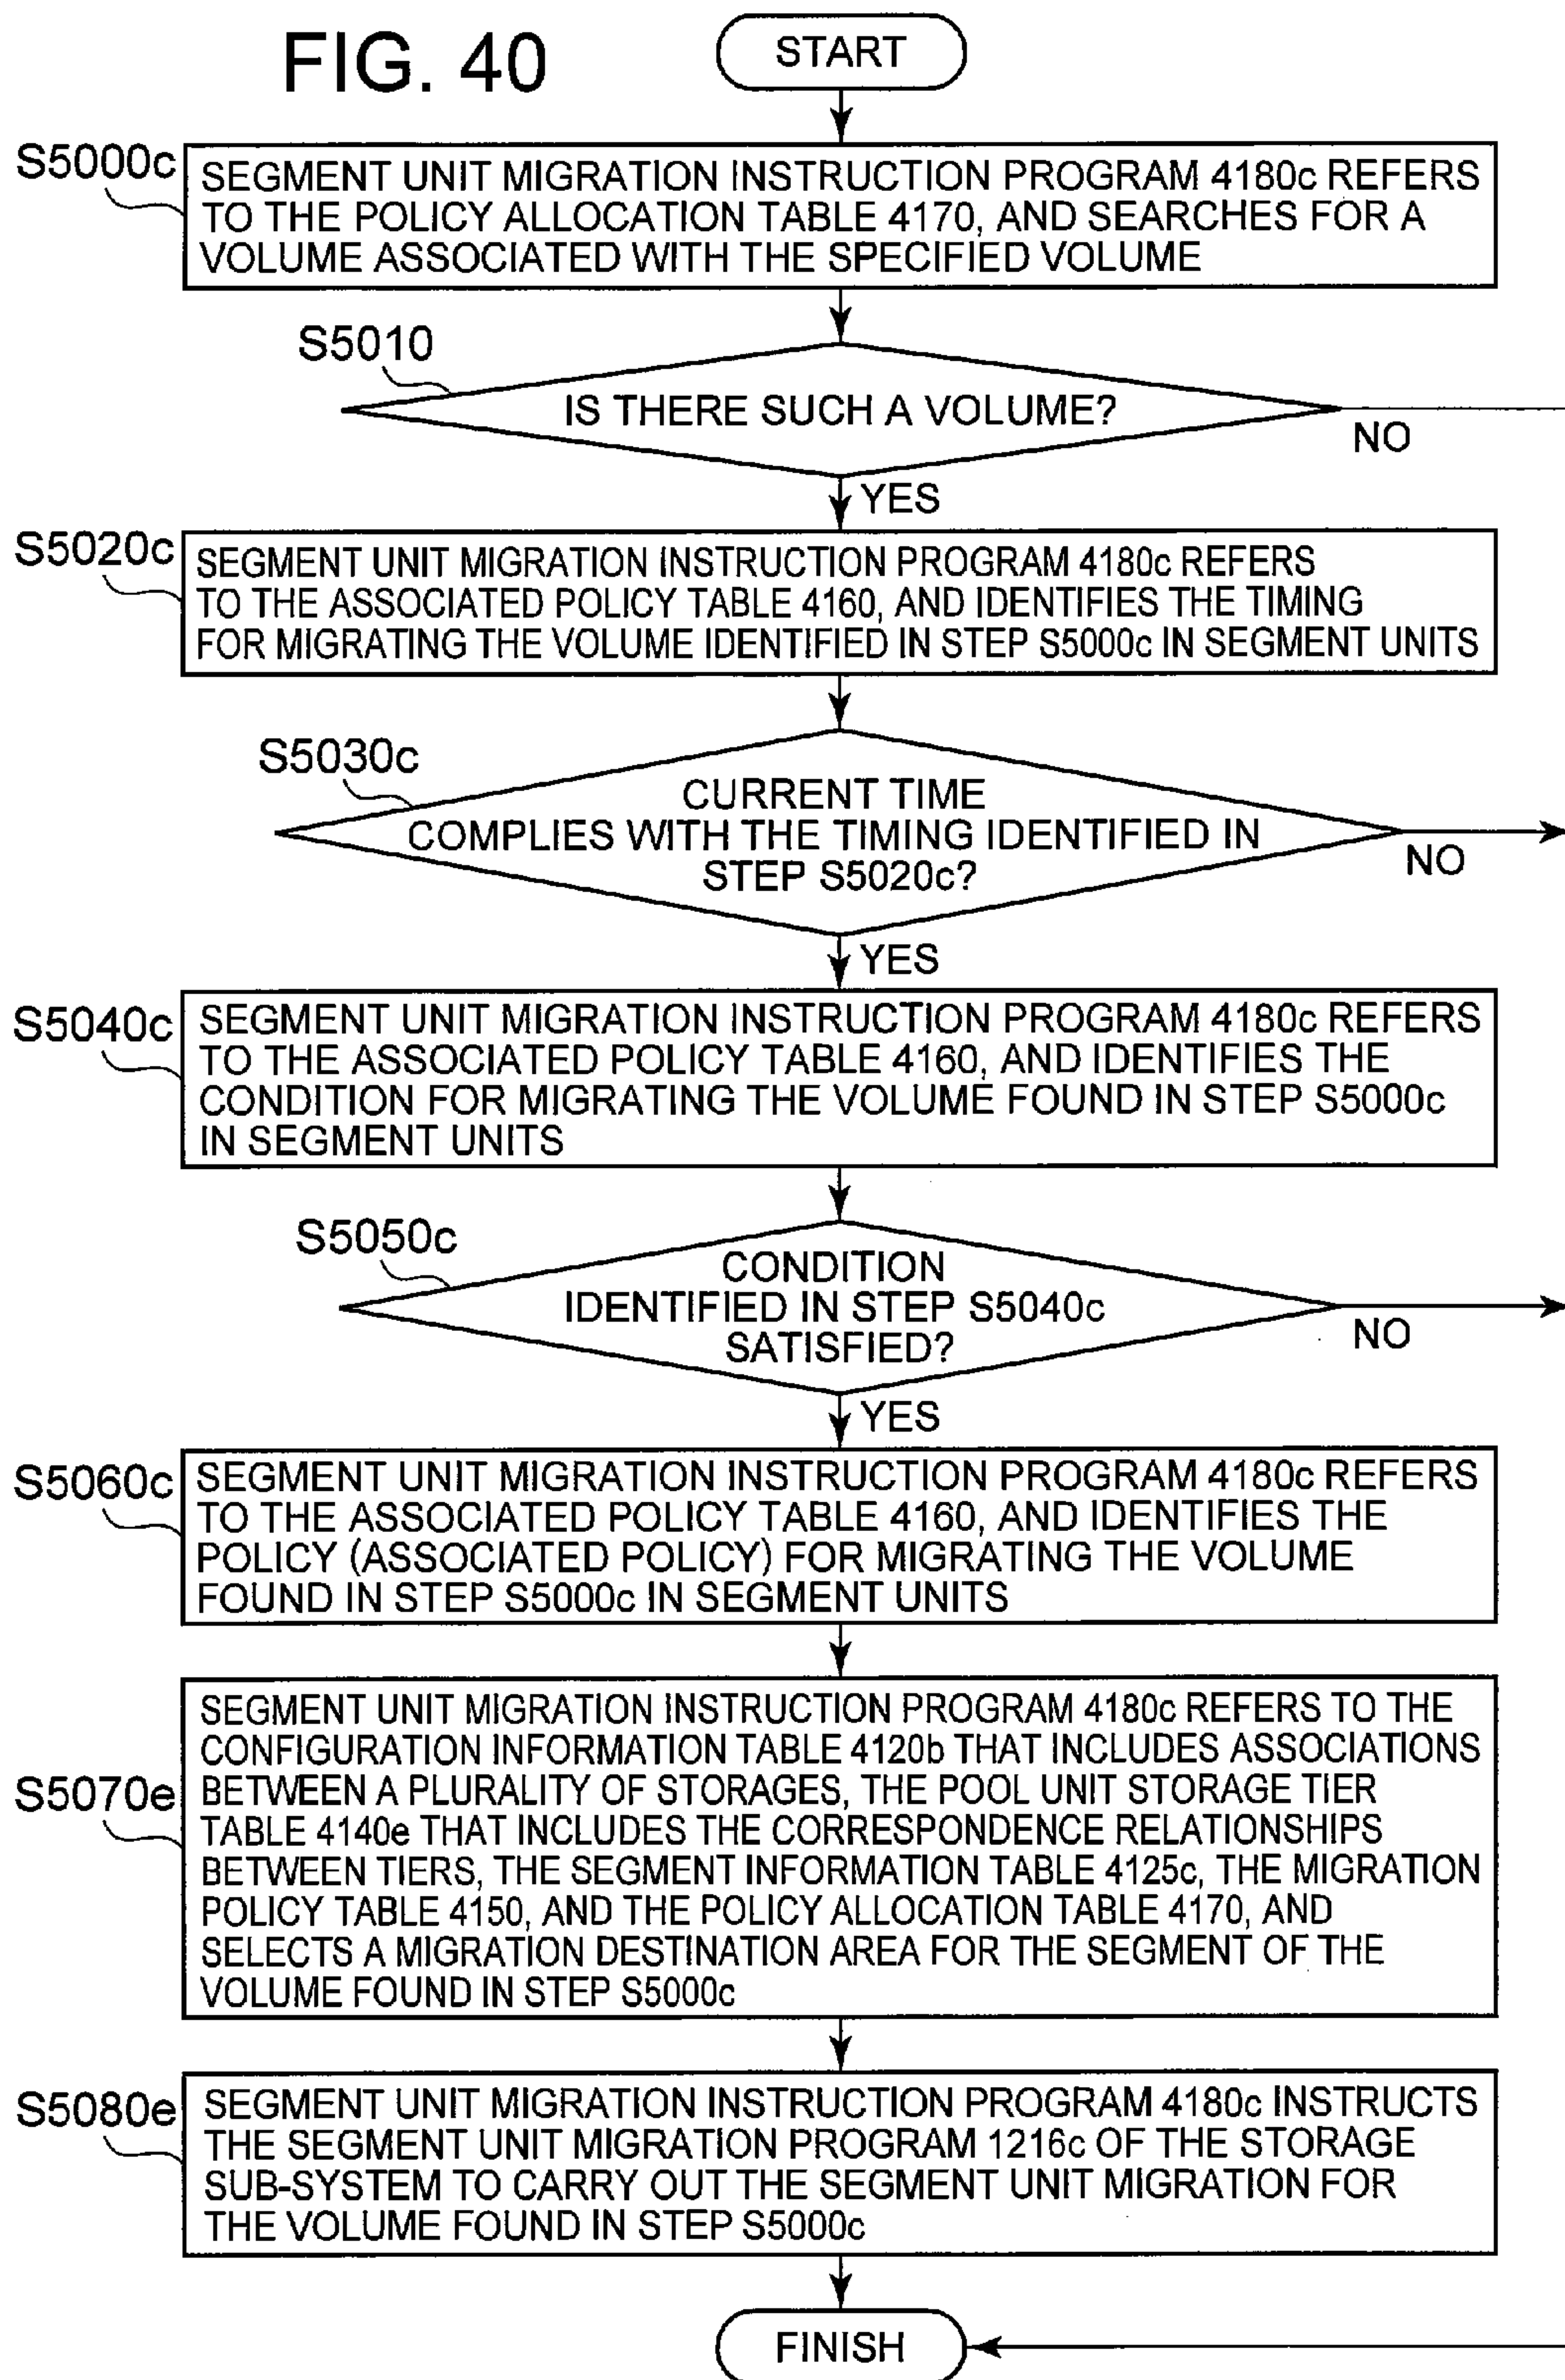 FIG. 40
START
S5000c
SEGMENT UNIT MIGRATION INSTRUCTION PROGRAM 4180c REFERS
TO THE POLICY ALLOCATION TABLE 4170, AND SEARCHES FOR A
VOLUME ASSOCIATED WITH THE SPECIFIED VOLUME
S5010
IS THERE SUCH A VOLUME?
NO
YES
S5020c
SEGMENT UNIT MIGRATION INSTRUCTION PROGRAM 4180c REFERS
TO THE ASSOCIATED POLICY TABLE 4160, AND IDENTIFIES THE TIMING
FOR MIGRATING THE VOLUME IDENTIFIED IN STEP S5000c IN SEGMENT UNITS
S5030c
CURRENT TIME
COMPLIES WITH THE TIMING IDENTIFIED IN
STEP S5020c?
NO
YES
S5040c
SEGMENT UNIT MIGRATION INSTRUCTION PROGRAM 4180c REFERS
TO THE ASSOCIATED POLICY TABLE 4160, AND IDENTIFIES THE
CONDITION FOR MIGRATING THE VOLUME FOUND IN STEP S5000c
IN SEGMENT UNITS
S5050c
CONDITION
IDENTIFIED IN STEP S5040c
SATISFIED?
NO
YES
S5060c
SEGMENT UNIT MIGRATION INSTRUCTION PROGRAM 4180c REFERS
TO THE ASSOCIATED POLICY TABLE 4160, AND IDENTIFIES THE
POLICY (ASSOCIATED POLICY) FOR MIGRATING THE VOLUME
FOUND IN STEP S5000c IN SEGMENT UNITS
S5070e
SEGMENT UNIT MIGRATION INSTRUCTION PROGRAM 4180c REFERS TO THE
CONFIGURATION INFORMATION TABLE 4120b THAT INCLUDES ASSOCIATIONS
BETWEEN A PLURALITY OF STORAGES, THE POOL UNIT STORAGE TIER
TABLE 4140e THAT INCLUDES THE CORRESPONDENCE RELATIONSHIPS
BETWEEN TIERS, THE SEGMENT INFORMATION TABLE 4125c, THE MIGRATION
POLICY TABLE 4150, AND THE POLICY ALLOCATION TABLE 4170, AND
SELECTS A MIGRATION DESTINATION AREA FOR THE SEGMENT OF THE
VOLUME FOUND IN STEP S5000c
S5080e
SEGMENT UNIT MIGRATION INSTRUCTION PROGRAM 4180c INSTRUCTS
THE SEGMENT UNIT MIGRATION PROGRAM 1216c OF THE STORAGE
SUB-SYSTEM TO CARRY OUT THE SEGMENT UNIT MIGRATION FOR
THE VOLUME FOUND IN STEP S5000c
FINISH